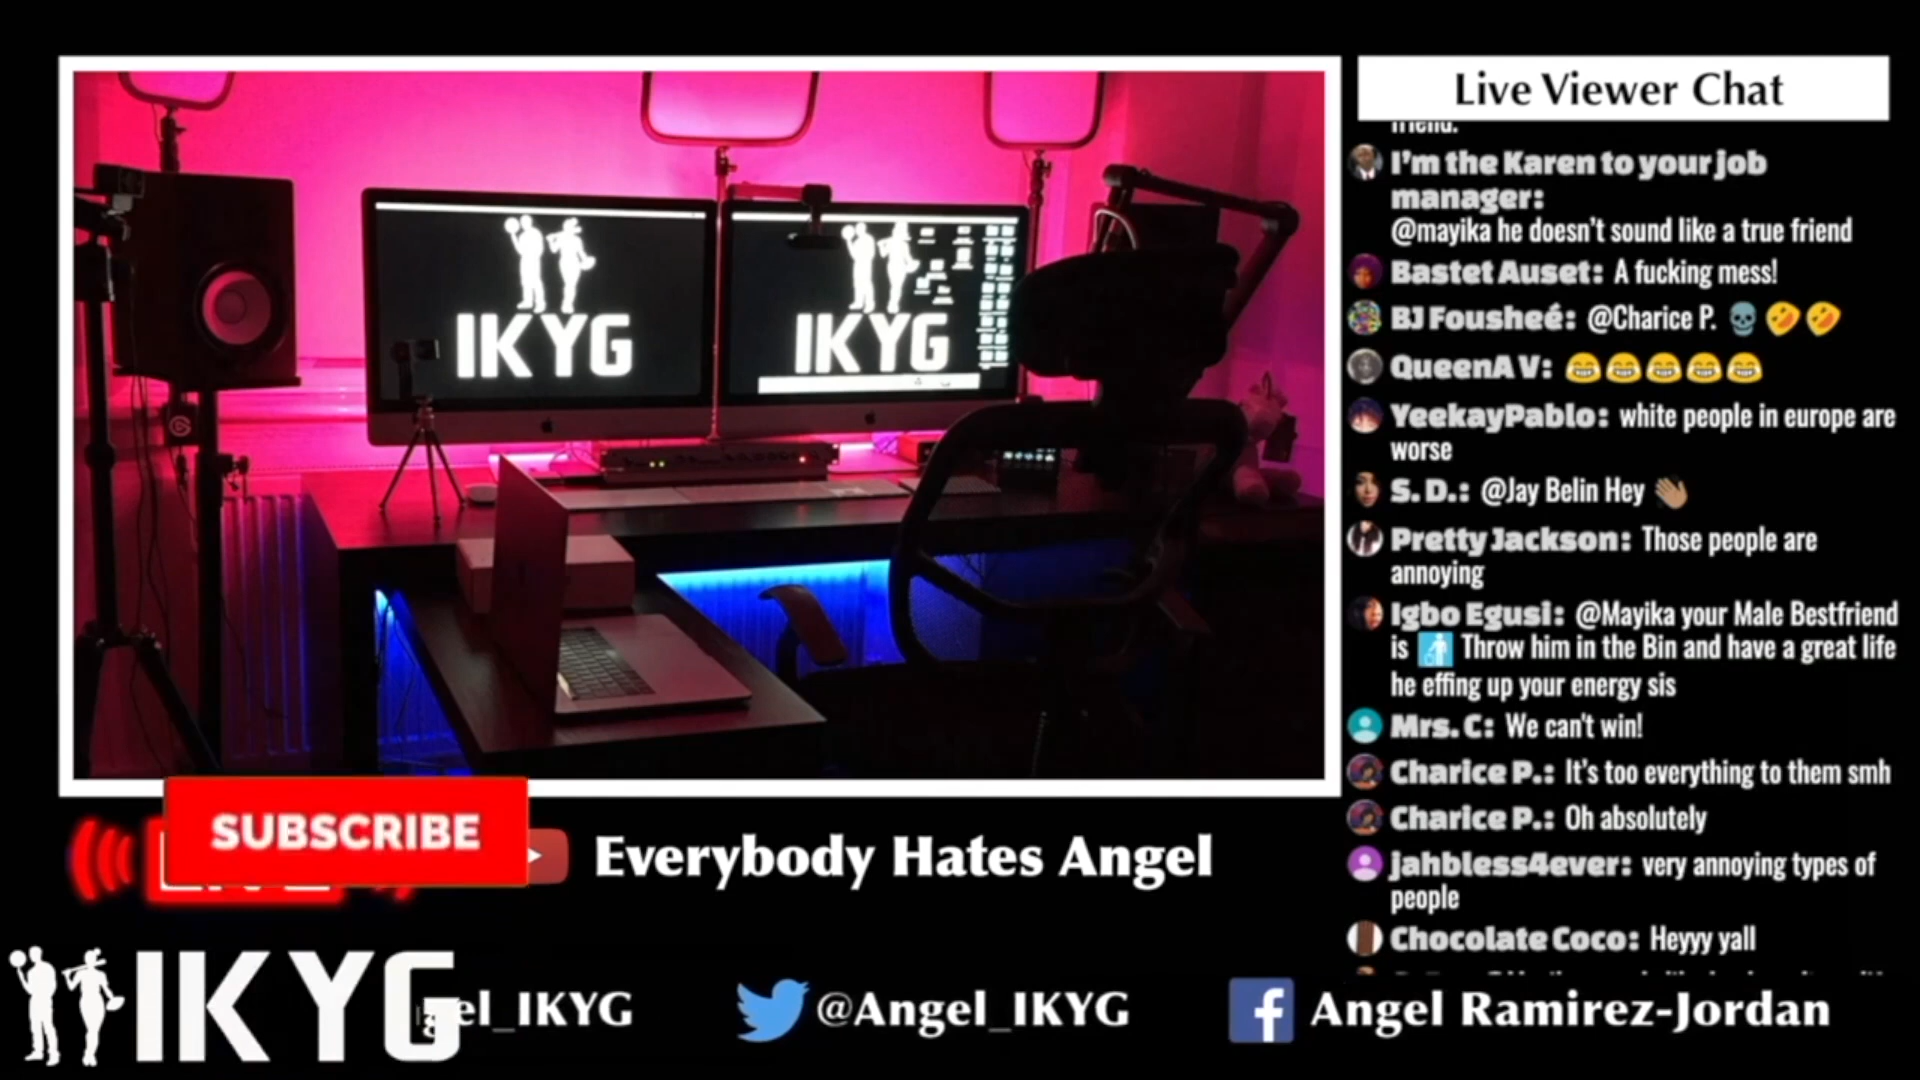 Live Viewer Chat
friend.
I'm the Karen to your job
manager:
@mayika he doesn't sound like a true friend
Bastet Auset: A fucking mess!
BJ Fousheé: @Charice P. 💀🤣🤣
QueenA V: 😂😂😂😂😂
YeekayPablo: white people in europe are
worse
S. D.: @Jay Belin Hey 👋🏽
Pretty Jackson: Those people are
annoying
Igbo Egusi: @Mayika your Male Bestfriend
is 🚮 Throw him in the Bin and have a great life
he effing up your energy sis
Mrs. C: We can't win!
Charice P.: It's too everything to them smh
Charice P.: Oh absolutely
jahbless4ever: very annoying types of
people
Chocolate Coco: Heyyy yall
IKYG
IKYG
SUBSCRIBE
Everybody Hates Angel
IKYG
gel_IKYG
@Angel_IKYG
Angel Ramirez-Jordan